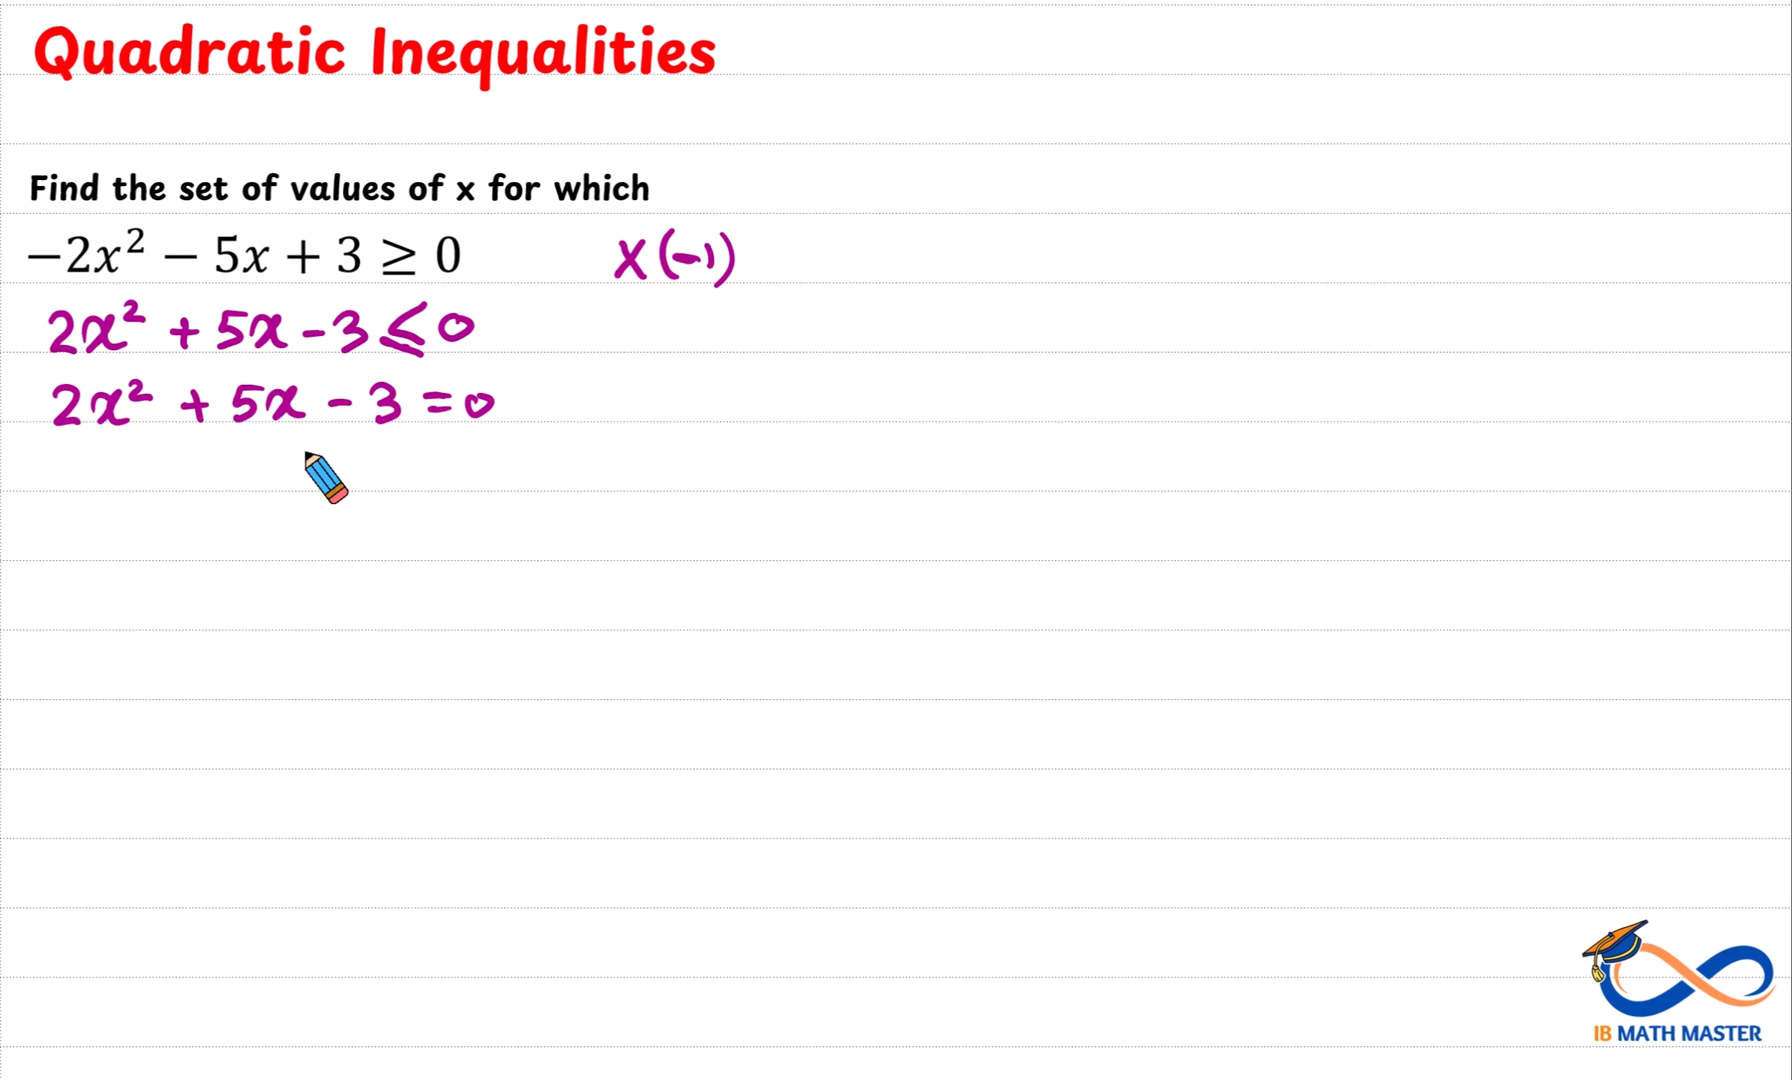 Quadratic Inequalities
Find the set of values of x for which
−2x² − 5x + 3 ≥ 0 x(-1)
2x² + 5x - 3 ≤ 0
2x² + 5x - 3 = 0
IB MATH MASTER